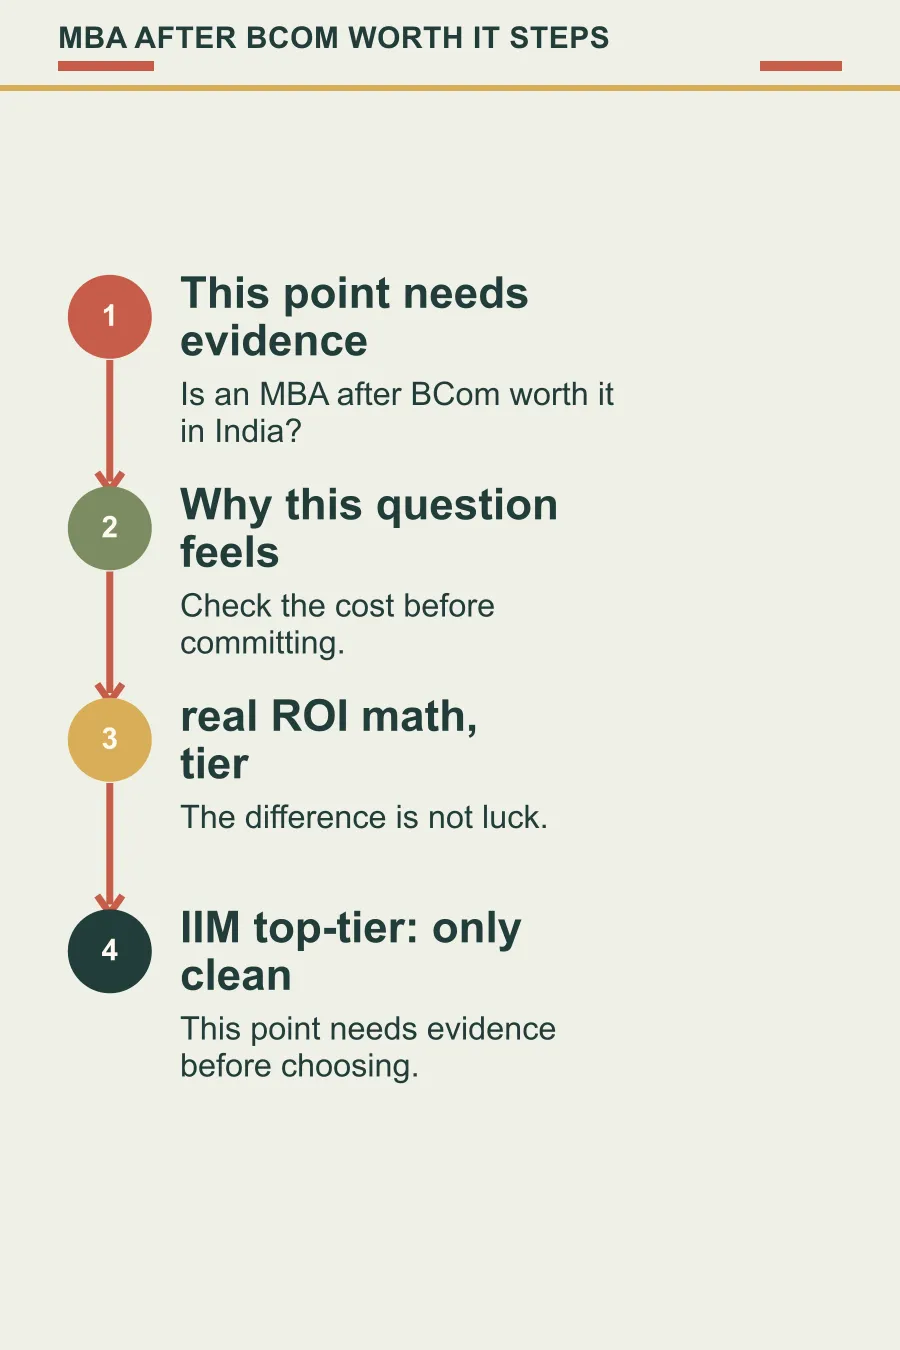 MBA AFTER BCOM WORTH IT STEPS
1
This point needs
evidence
Is an MBA after BCom worth it
in India?
2
Why this question
feels
Check the cost before
committing.
3
real ROI math,
tier
The difference is not luck.
4
IIM top-tier: only
clean
This point needs evidence
before choosing.